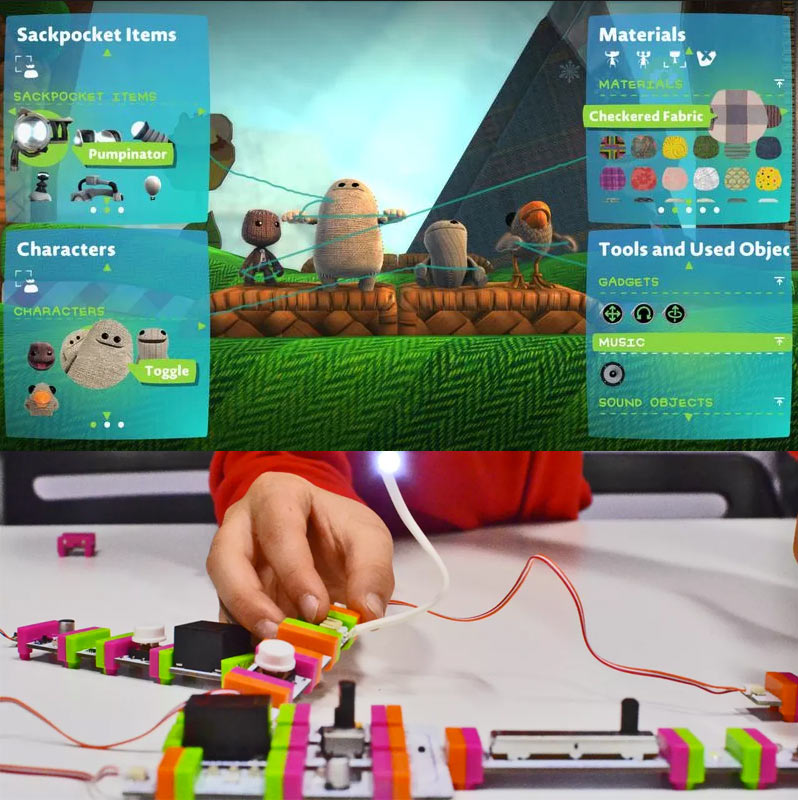 Sackpocket Items
SACKPOCKET ITEMS
Pumpinator
Characters
CHARACTERS
Toggle
Materials
MATERIALS
Checkered Fabric
Tools and Used Objec
GADGETS
MUSIC
SOUND OBJECTS